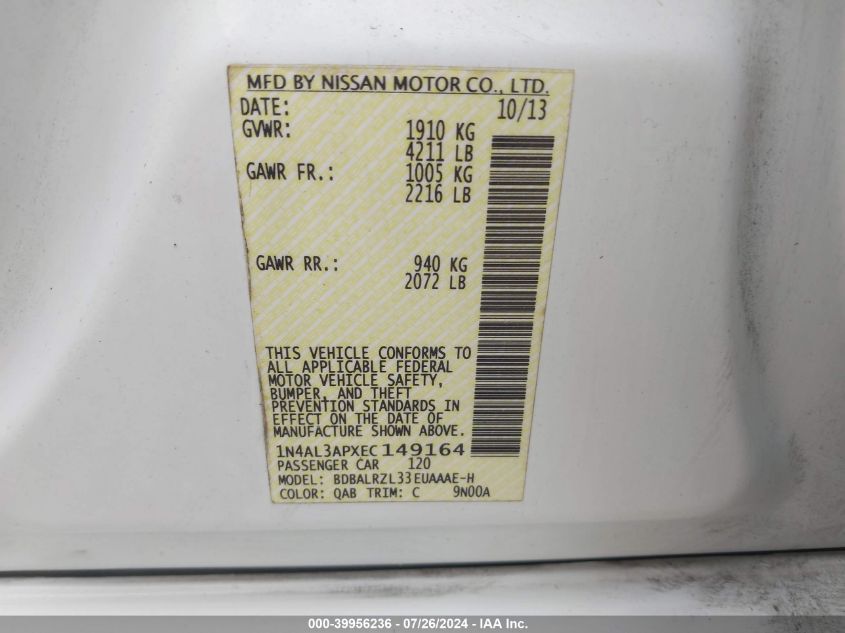 MFD BY NISSAN MOTOR CO., LTD.
DATE: 10/13
GVWR: 1910 KG
4211 LB
GAWR FR.: 1005 KG
2216 LB
GAWR RR.: 940 KG
2072 LB
THIS VEHICLE CONFORMS TO
ALL APPLICABLE FEDERAL
MOTOR VEHICLE SAFETY,
BUMPER, AND THEFT
PREVENTION STANDARDS IN
EFFECT ON THE DATE OF
MANUFACTURE SHOWN ABOVE.
1N4AL3APXEC149164
PASSENGER CAR 120
MODEL: BDBALRZL33EUAAAE-H
COLOR: QAB TRIM: C 9N00A
000-39956236 - 07/26/2024 - IAA Inc.